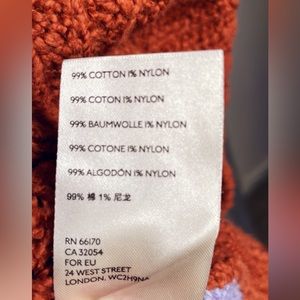 99% COTTON 1% NYLON
99% COTON 1% NYLON
99% BAUMWOLLE 1% NYLON
99% COTONE 1% NYLON
99% ALGODÓN 1% NYLON
99% 棉 1% 尼龙
RN 66170
CA 32054
FOR EU
24 WEST STREET
LONDON, WC2H9NA